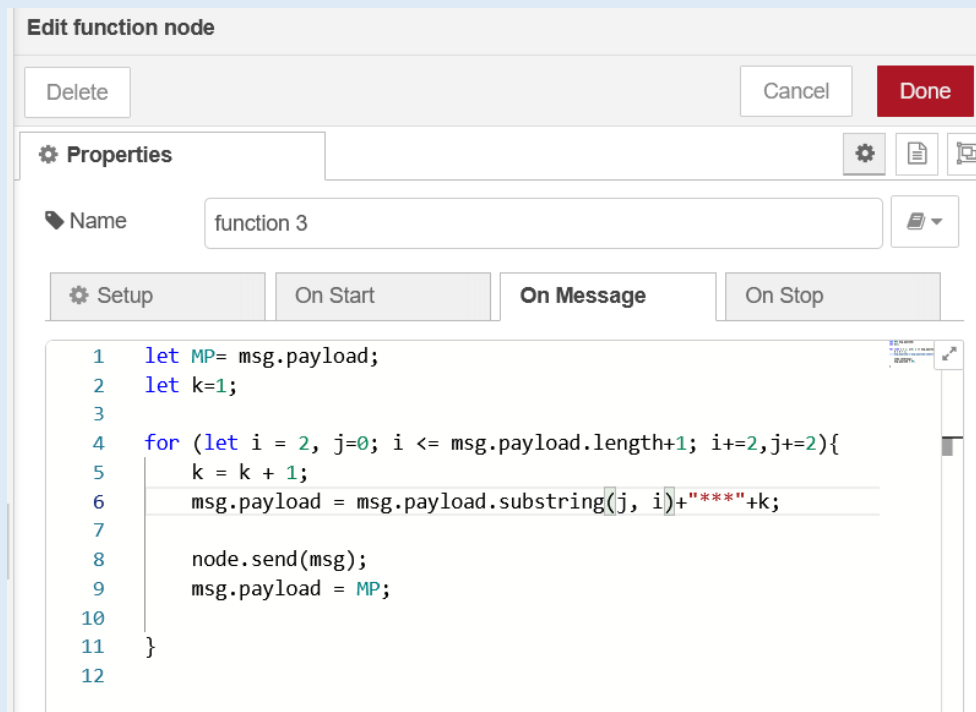 Edit function node
Delete
Cancel
Done
Properties
Name
function 3
Setup
On Start
On Message
On Stop
1 let MP= msg.payload;
2 let k=1;
3
4 for (let i = 2, j=0; i <= msg.payload.length+1; i+=2,j+=2){
5 k = k + 1;
6 msg.payload = msg.payload.substring(j, i)+"***"+k;
7
8 node.send(msg);
9 msg.payload = MP;
10
11 }
12